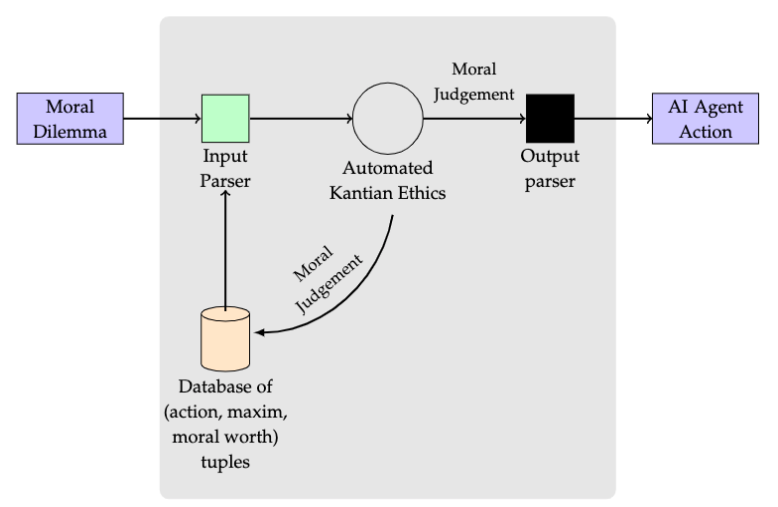 Moral
Dilemma
Input
Parser
Automated
Kantian Ethics
Moral
Judgement
Output
parser
AI Agent
Action
Moral
Judgement
Database of
(action, maxim,
moral worth)
tuples